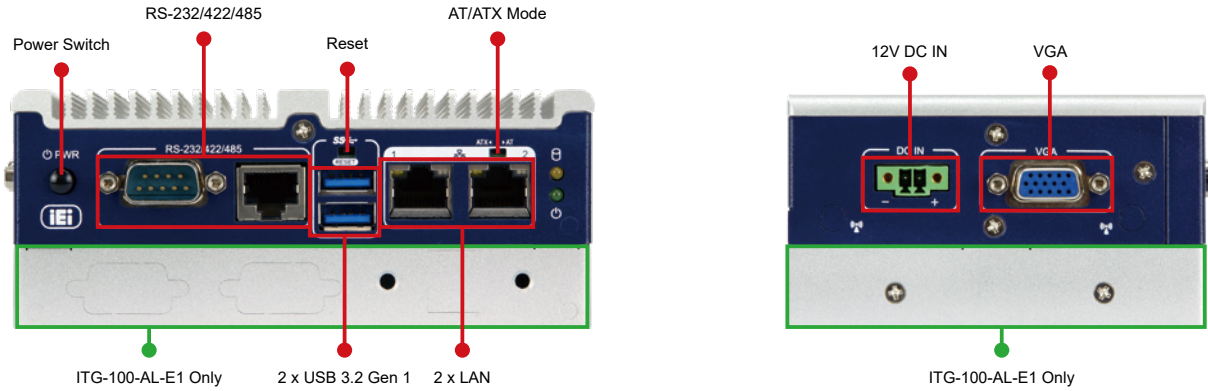 RS-232/422/485
AT/ATX Mode
Power Switch
Reset
12V DC IN
VGA
PWR
RS-232/422/485
SS
RESET
1
ATX
AT
2
iEi
DC IN
- +
VGA
ITG-100-AL-E1 Only
2 x USB 3.2 Gen 1
2 x LAN
ITG-100-AL-E1 Only